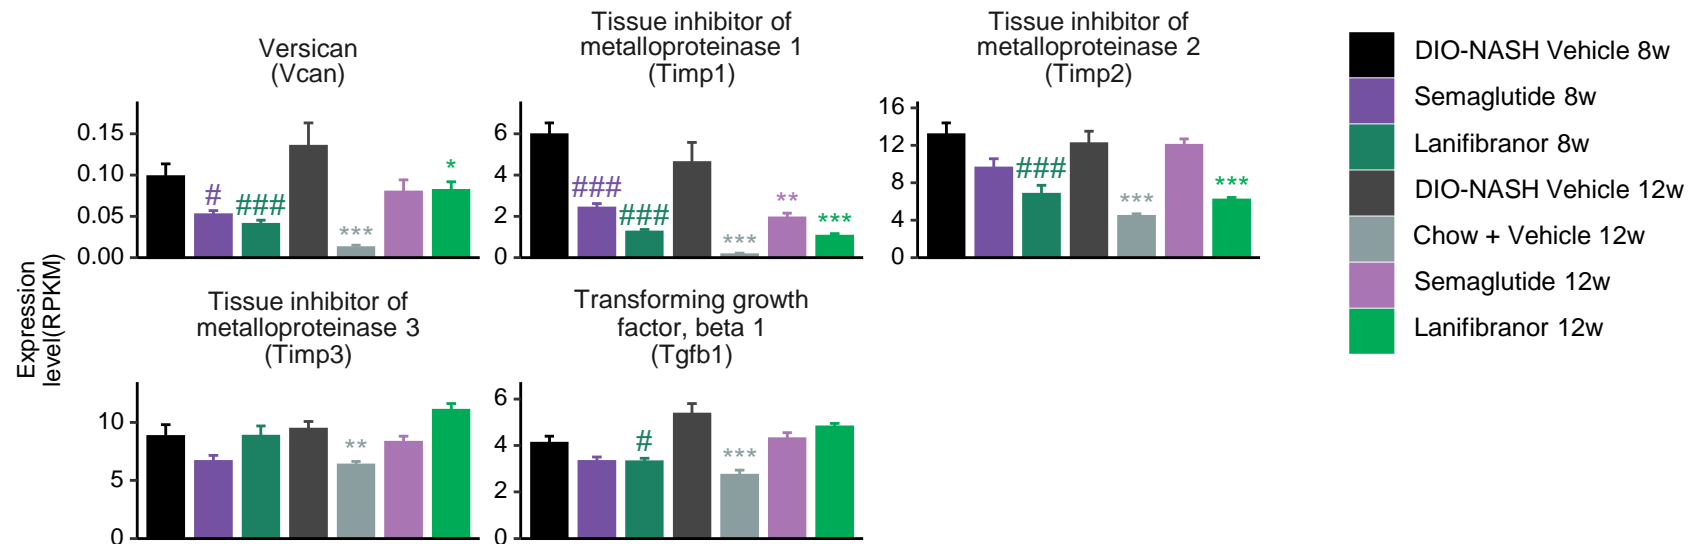 Versican
(Vcan)
0.15
0.10
0.05
0.00
#
###
***
*
Tissue inhibitor of
metalloproteinase 1
(Timp1)
6
4
2
0
###
###
***
**
***
Tissue inhibitor of
metalloproteinase 2
(Timp2)
16
12
8
4
0
###
***
***
Expression
level(RPKM)
Tissue inhibitor of
metalloproteinase 3
(Timp3)
10
5
0
**
Transforming growth
factor, beta 1
(Tgfb1)
6
4
2
0
#
***
DIO-NASH Vehicle 8w
Semaglutide 8w
Lanifibranor 8w
DIO-NASH Vehicle 12w
Chow + Vehicle 12w
Semaglutide 12w
Lanifibranor 12w